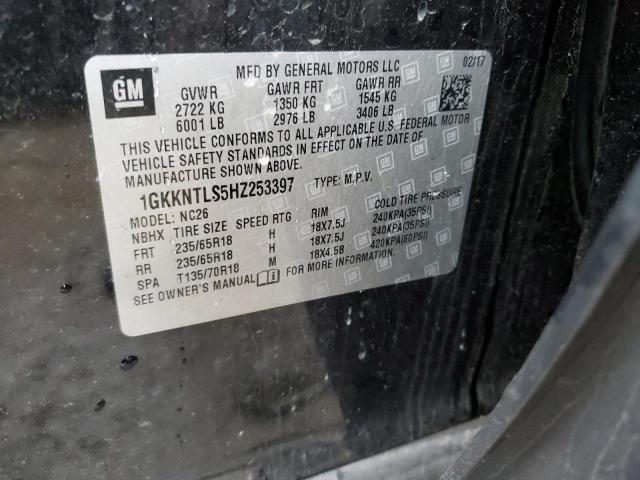 GM
MFD BY GENERAL MOTORS LLC
02/17
GVWR GAWR FRT GAWR RR
2722 KG 1350 KG 1545 KG
6001 LB 2976 LB 3406 LB
THIS VEHICLE CONFORMS TO ALL APPLICABLE U.S. FEDERAL MOTOR
VEHICLE SAFETY STANDARDS IN EFFECT ON THE DATE OF
MANUFACTURE SHOWN ABOVE.
1GKKNTLS5HZ253397 TYPE: M.P.V.
MODEL: NC26
NBHX TIRE SIZE SPEED RTG RIM COLD TIRE PRESSURE
FRT 235/65R18 H 18X7.5J 240KPA(35PSI)
RR 235/65R18 H 18X7.5J 240KPA(35PSI)
SPA T135/70R18 M 18X4.5B 420KPA(60PSI)
SEE OWNER'S MANUAL FOR MORE INFORMATION.